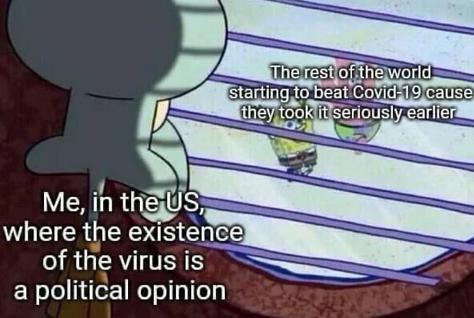 The rest of the world
starting to beat Covid-19 cause
they took it seriously earlier
Me, in the US,
where the existence
of the virus is
a political opinion